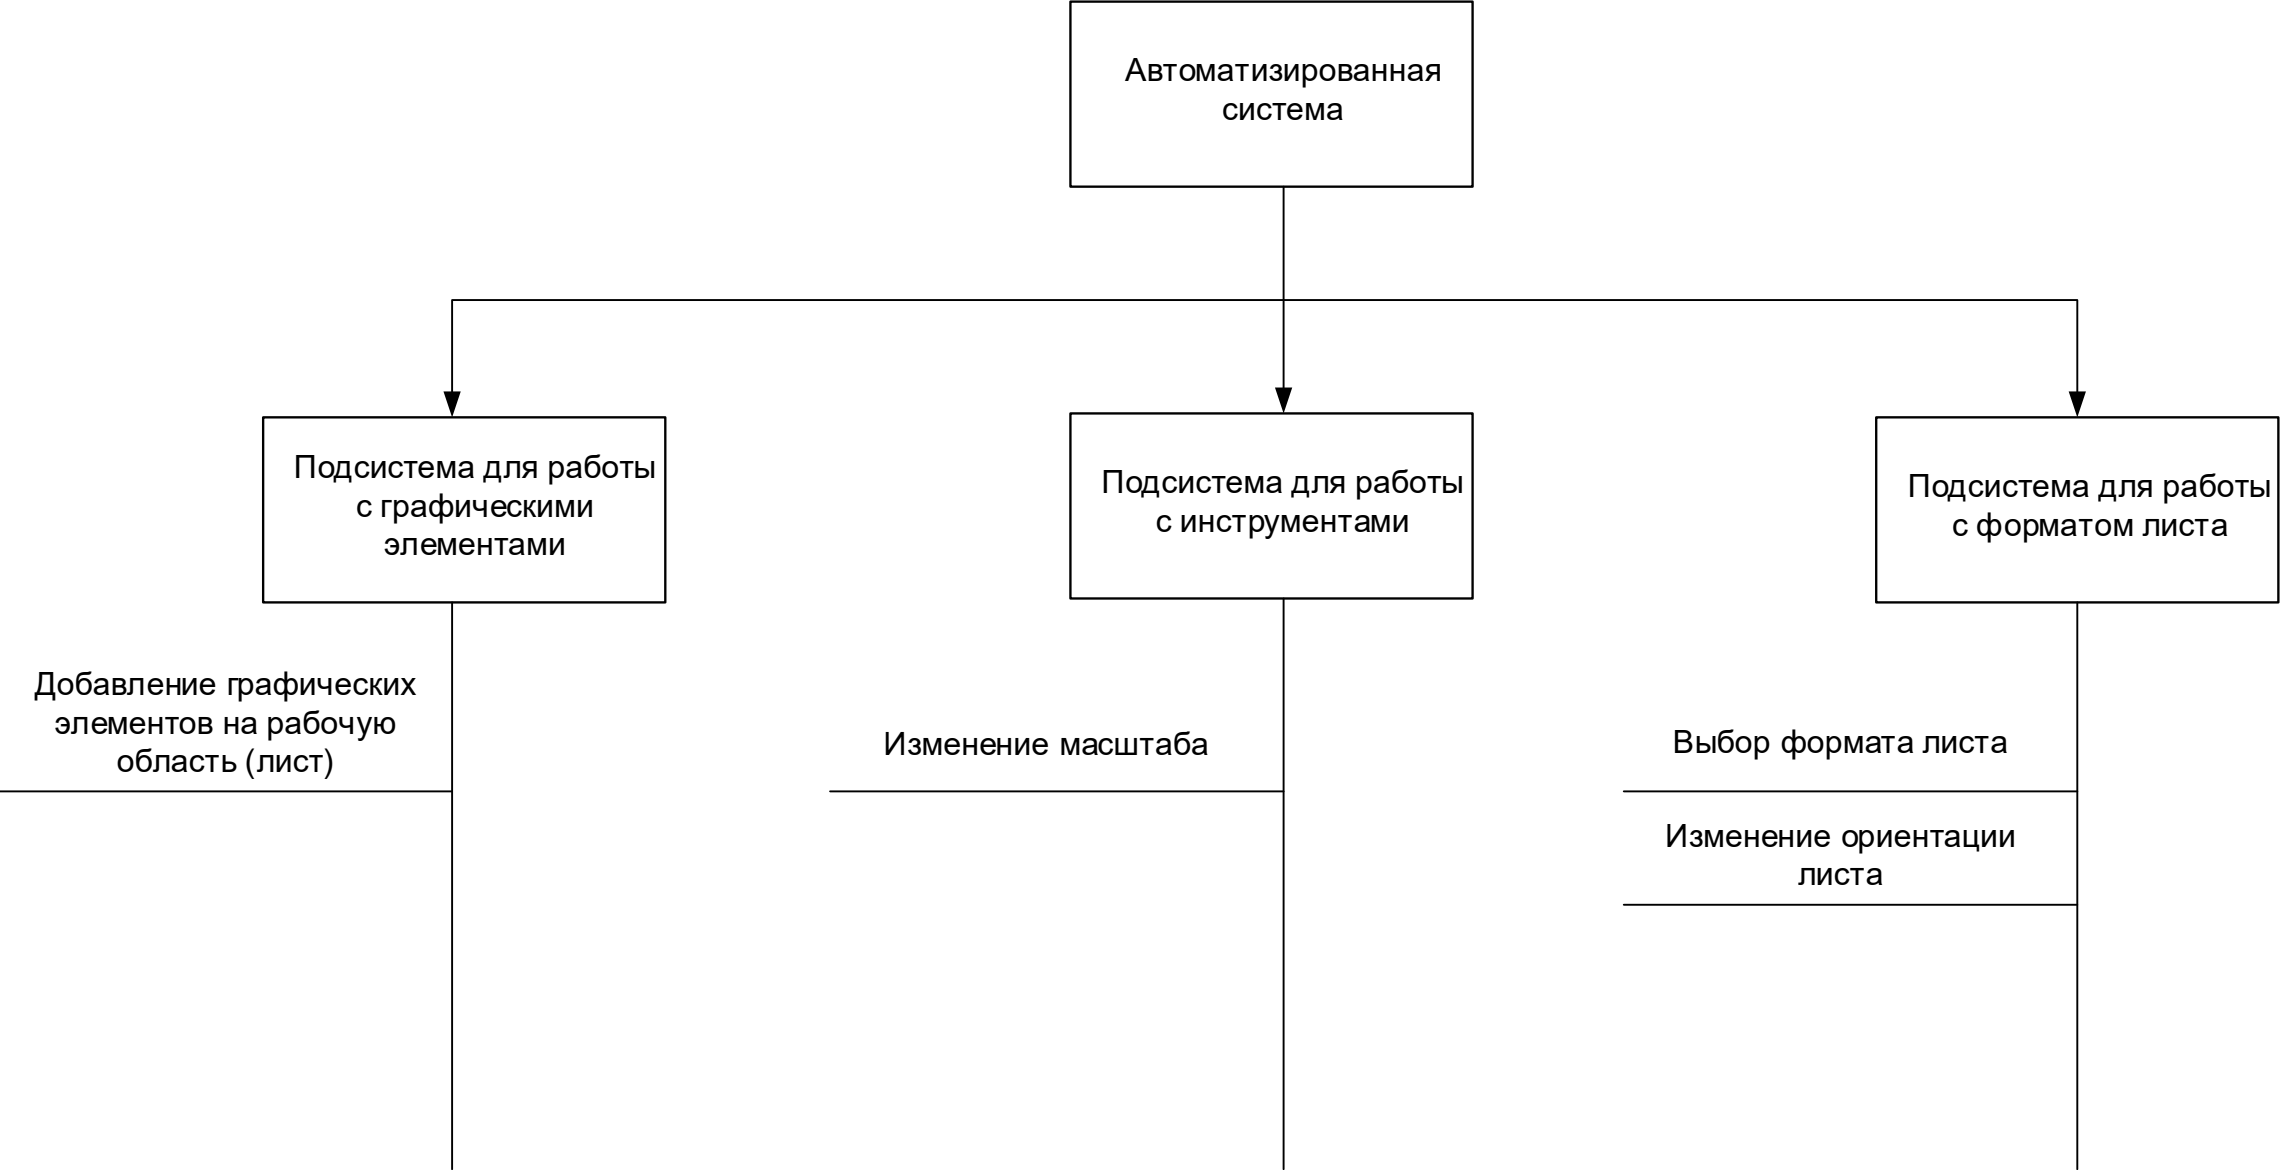 Автоматизированная
система
Подсистема для работы
с графическими
элементами
Подсистема для работы
с инструментами
Подсистема для работы
с форматом листа
Добавление графических
элементов на рабочую
область (лист)
Изменение масштаба
Выбор формата листа
Изменение ориентации
листа